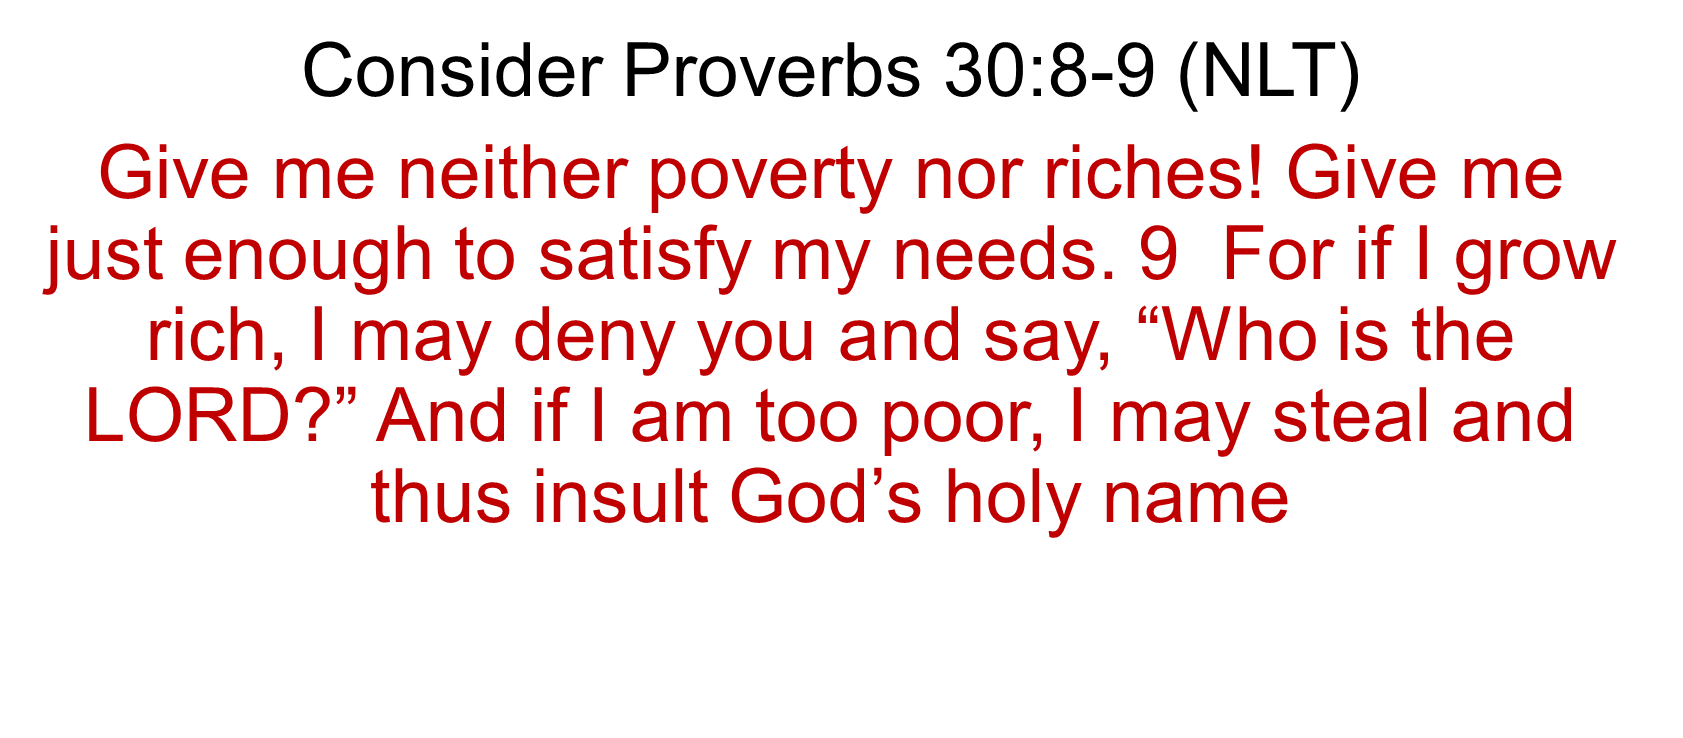 Consider Proverbs 30:8-9 (NLT)
Give me neither poverty nor riches! Give me
just enough to satisfy my needs. 9  For if I grow
rich, I may deny you and say, “Who is the
LORD?” And if I am too poor, I may steal and
thus insult God’s holy name